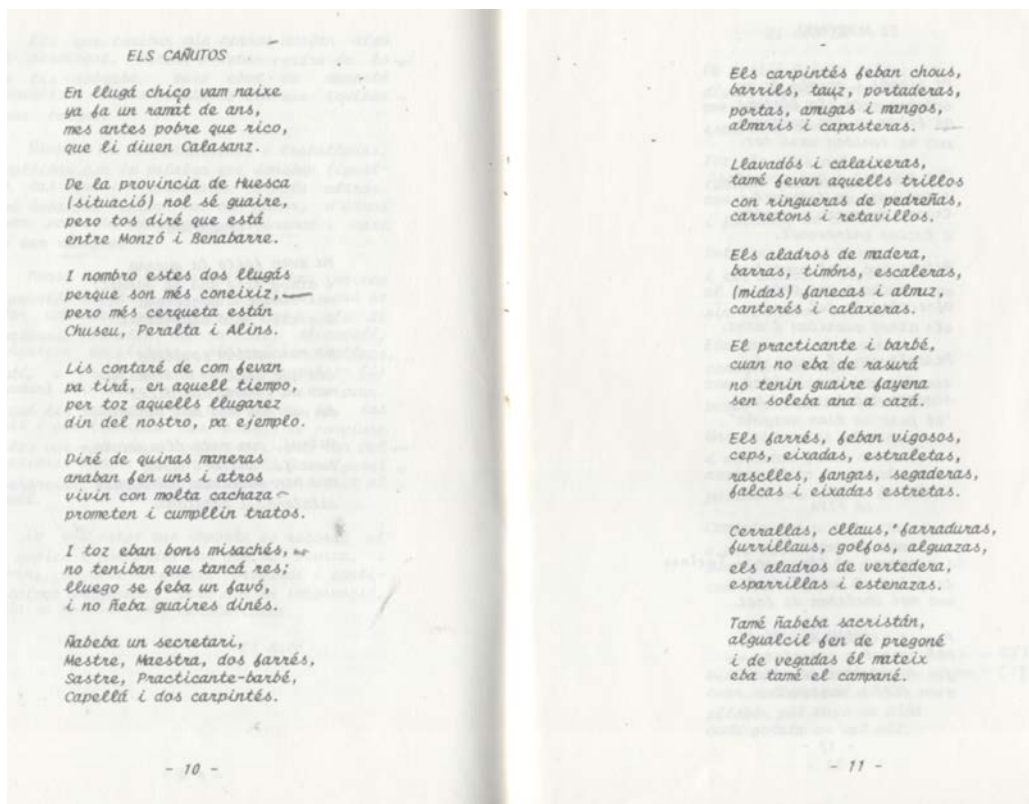 ELS CAÑUTOS
En llugá chico vam naixe
ya fa un ramat de ans,
mes antes pobre que rico,
que li diuen Calasanz.
De la provincia de Huesca
(situació) nol sé guaire,
pero tos diré que está
entre Monzó i Benabarre.
I nombro estes dos llugás
perque son més coneixiz,
pero més cerqueta están
Chuseu, Peralta i Alins.
Lis contaré de com fevan
pa tirá, en aquell tiempo,
per toz aquells llugarez
din del nostro, pa ejemplo.
Diré de quinas maneras
anaban fen uns i atros
vivin con molta cachaza
prometen i cumpllin tratos.
I toz eban bons misachés,
no teniban que tancá res;
lluego se feba un favó,
i no ñeba guaires dinés.
Ñabeba un secretari,
Mestre, Maestra, dos farrés,
Sastre, Practicante-barbé,
Capellá i dos carpintés.
- 10 -
Els carpintés feban chous,
barrils, tauz, portaderas,
portas, amugas i mangos,
almaris i capasteras.
Llavadós i calaixeras,
tamé fevan aquells trillos
con ringueras de pedreñas,
carretons i retavillos.
Els aladros de madera,
barras, timóns, escaleras,
(midas) fanecas i almuz,
canterés i calaxeras.
El practicante i barbé,
cuan no eba de rasurá
no tenin guaire fayena
sen soleba ana a cazá.
Els farrés, feban vigosos,
ceps, eixadas, estraletas,
rasclles, fangas, segaderas,
falcas i eixadas estretas.
Cerrallas, cllaus, farraduras,
furrillaus, golfos, alguazas,
els aladros de vertedera,
esparrillas i estenazas.
Tamé ñabeba sacristán,
algualcil fen de pregoné
i de vegadas él mateix
eba tamé el campané.
- 11 -